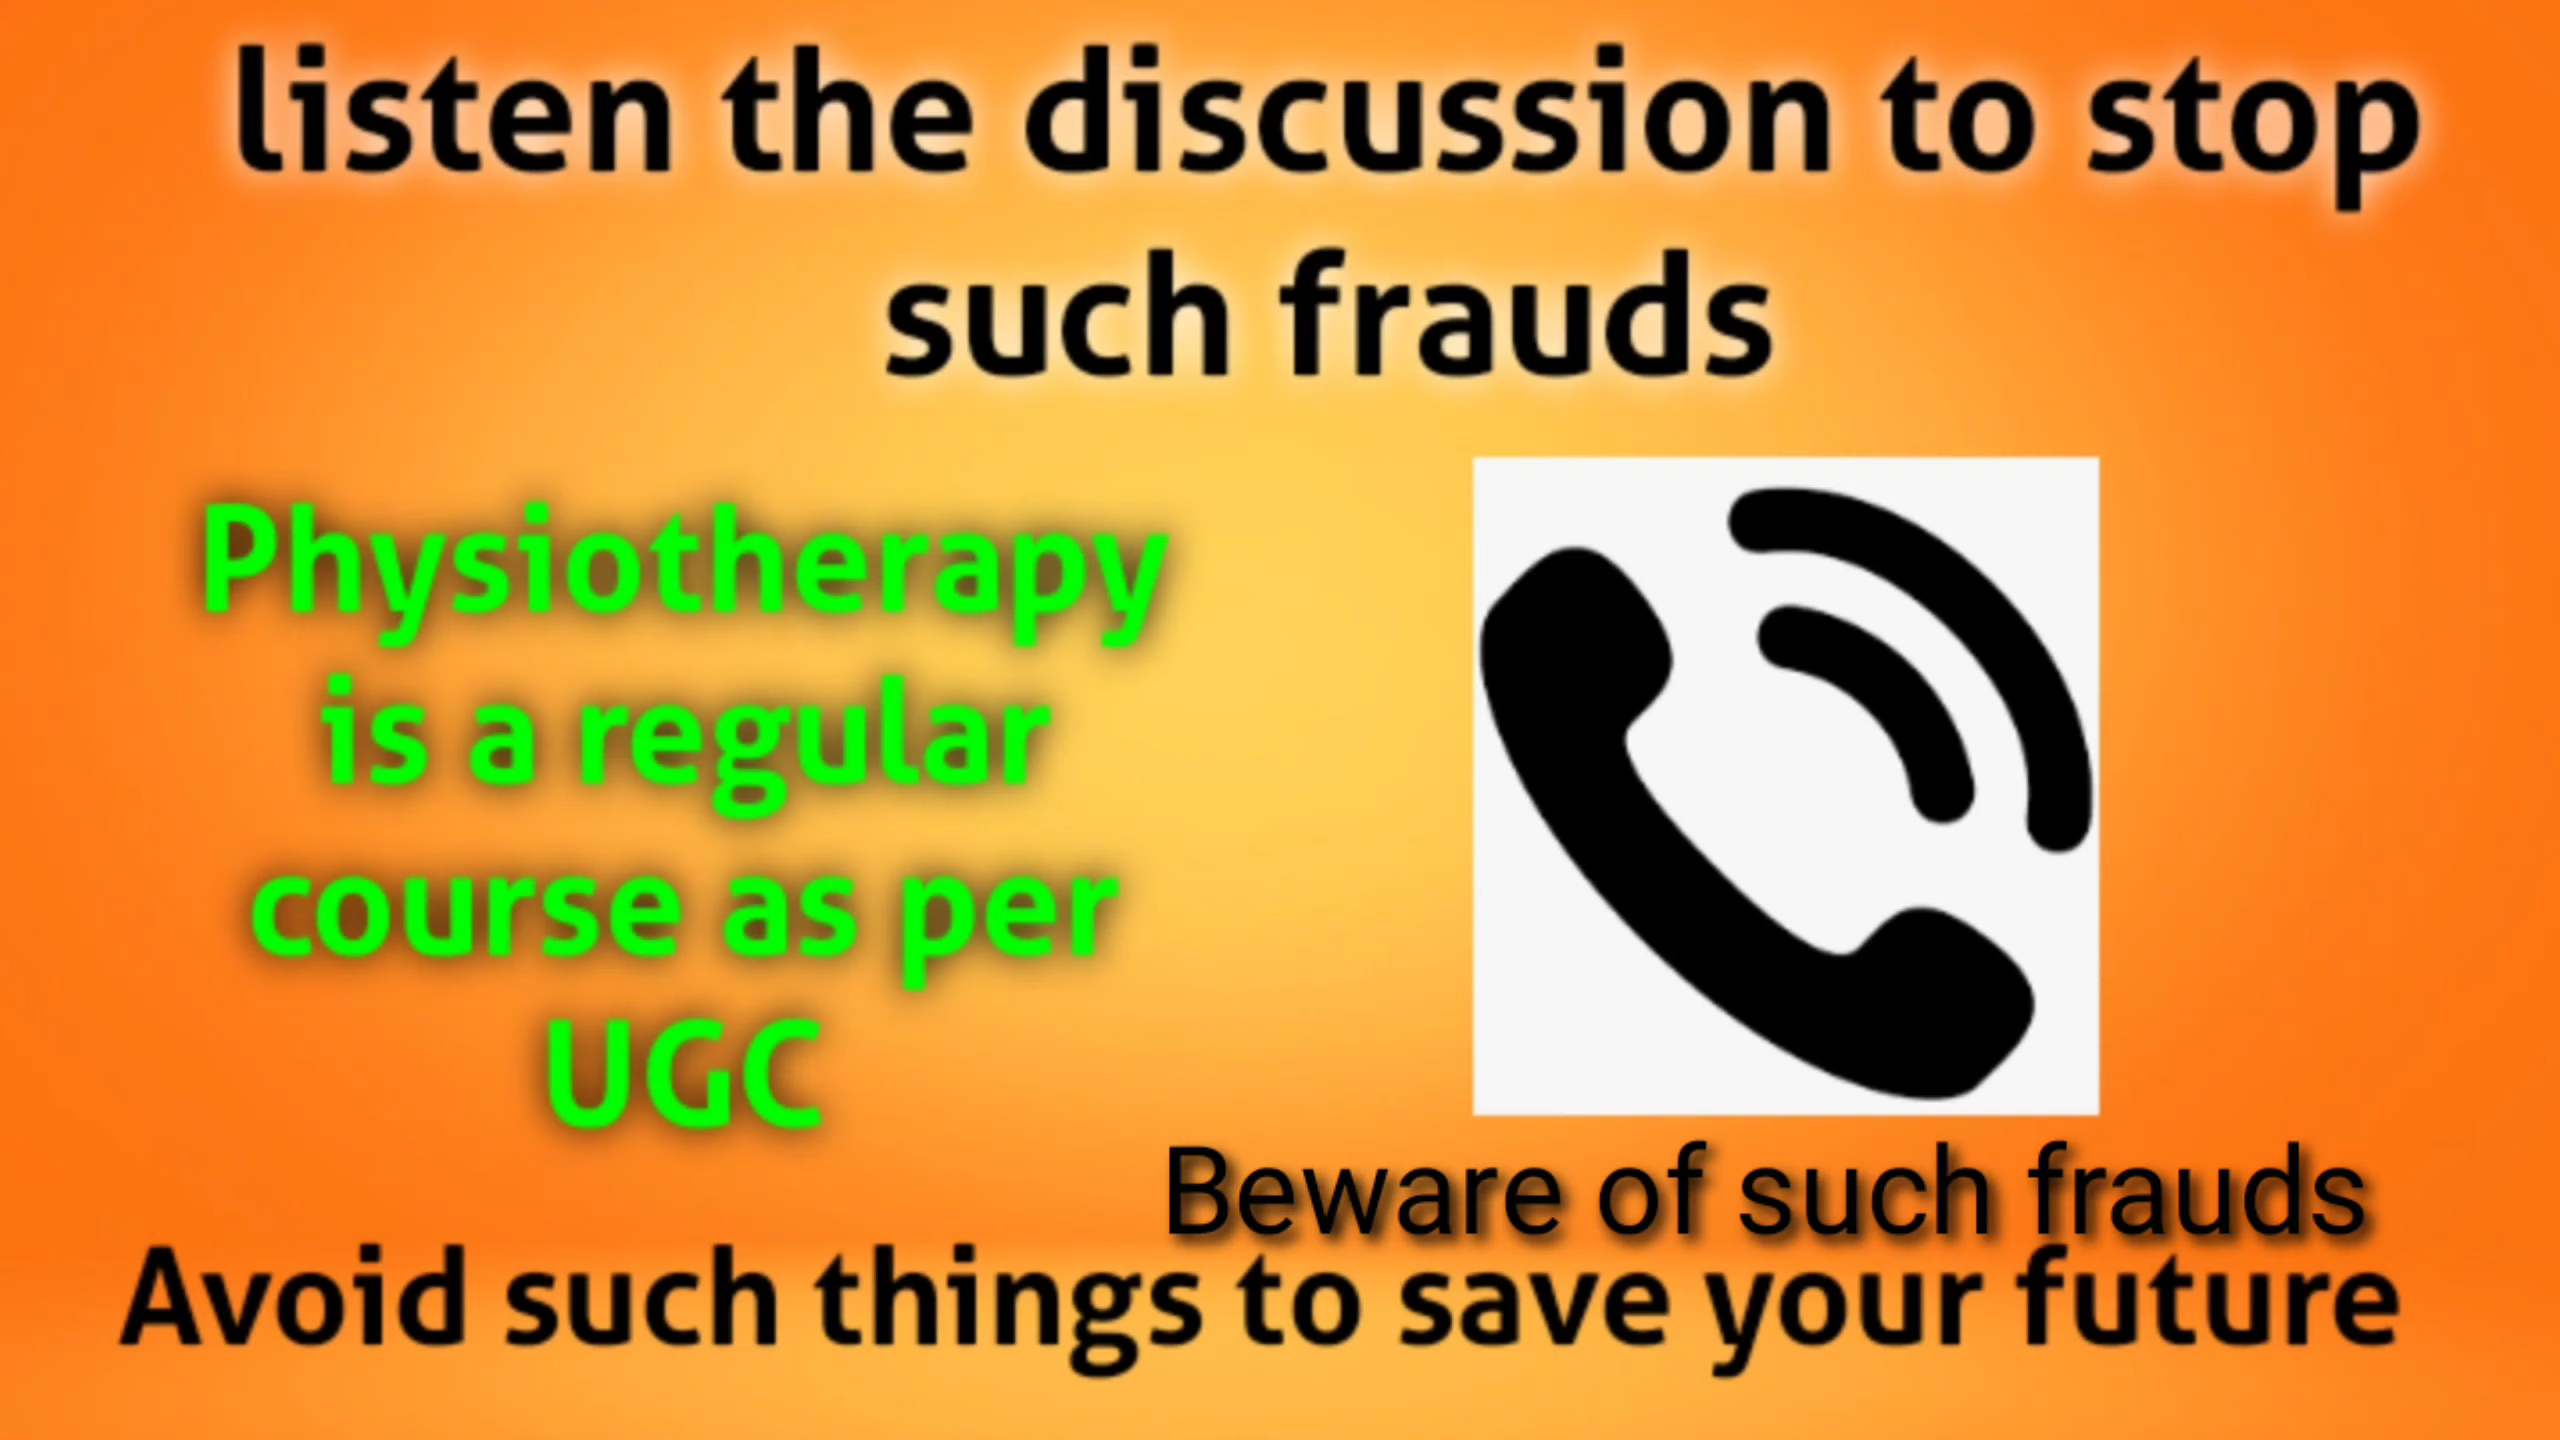 listen the discussion to stop
such frauds
Physiotherapy
is a regular
course as per
UGC
Beware of such frauds
Avoid such things to save your future